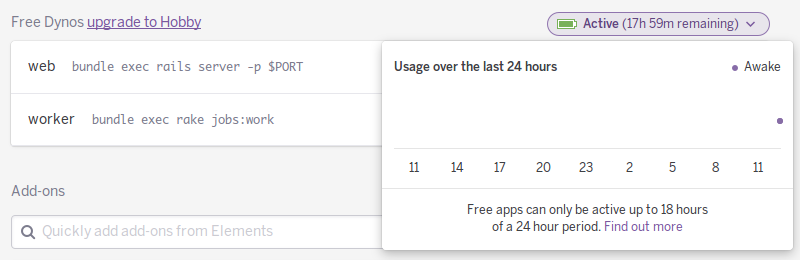 Free Dynos upgrade to Hobby
Active (17h 59m remaining)
web bundle exec rails server -p $PORT
worker bundle exec rake jobs:work
Usage over the last 24 hours
Awake
11 14 17 20 23 2 5 8 11
Free apps can only be active up to 18 hours
of a 24 hour period. Find out more
Add-ons
Quickly add add-ons from Elements